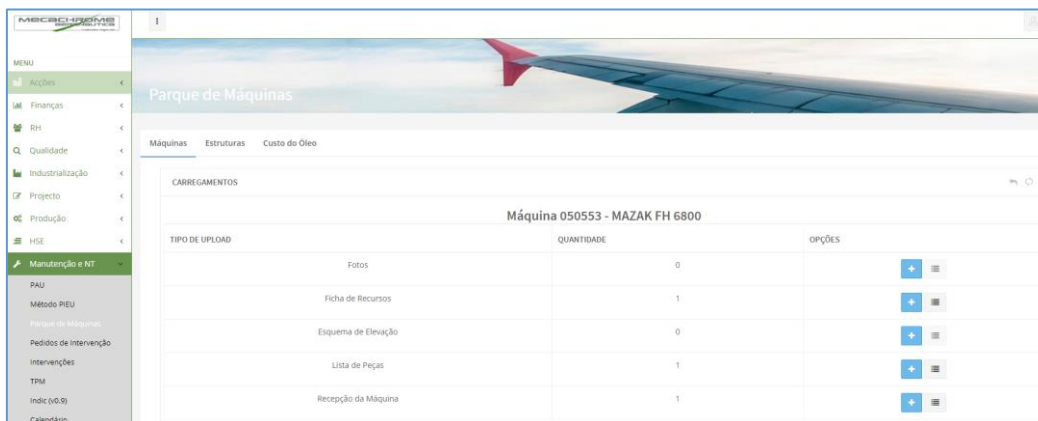 MECACHROME
AERONAUTICS
MENU
Acções
Finanças
RH
Qualidade
Industrialização
Projecto
Produção
HSE
Manutenção e NT
PAU
Método PIEU
Parque de Máquinas
Pedidos de Intervenção
Intervenções
TPM
Indic (v0.9)
Calendário
Parque de Máquinas
Máquinas Estruturas Custo do Óleo
CARREGAMENTOS
Máquina 050553 - MAZAK FH 6800
TIPO DE UPLOAD QUANTIDADE OPÇÕES
Fotos 0
Ficha de Recursos 1
Esquema de Elevação 0
Lista de Peças 1
Recepção da Máquina 1